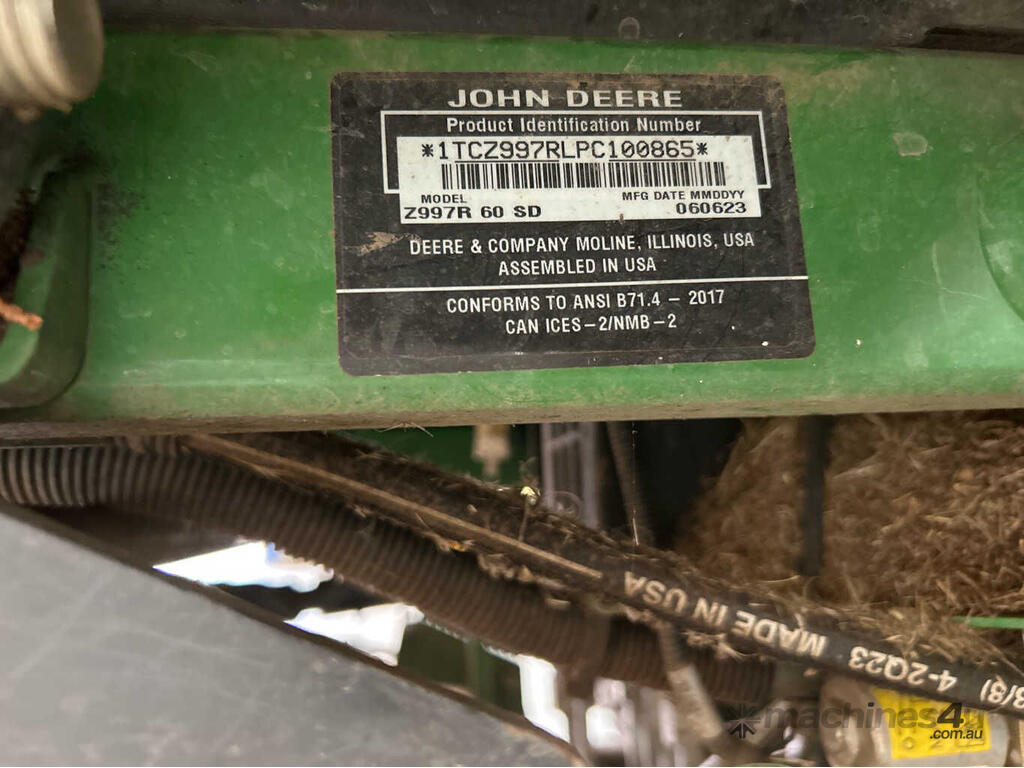 JOHN DEERE
Product Identification Number
*1TCZ997RLPC100865*
MODEL
MFG DATE MMDDYY
Z997R 60 SD
060623
DEERE & COMPANY MOLINE, ILLINOIS, USA
ASSEMBLED IN USA
CONFORMS TO ANSI B71.4 – 2017
CAN ICES–2/NMB–2
3/8) 4-2Q23 MADE IN USA
machines4u
.com.au